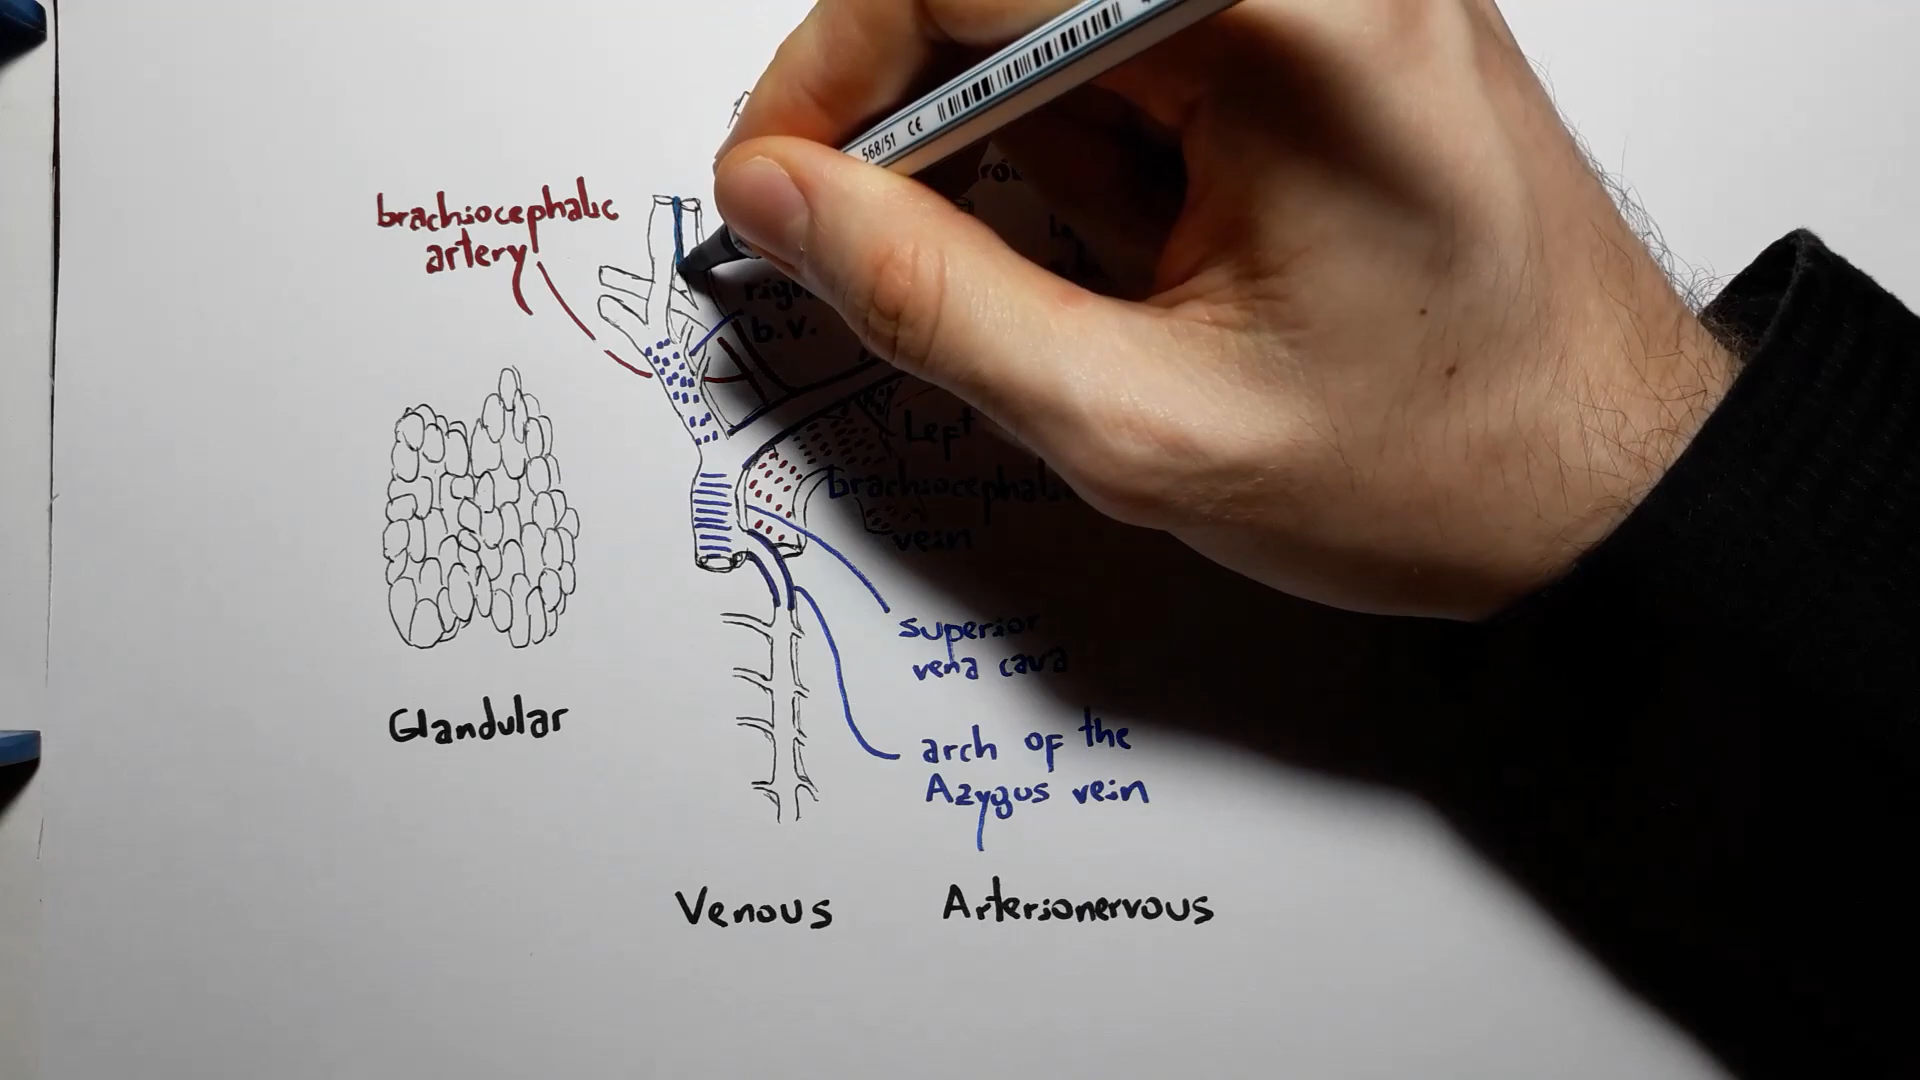 568/51 CE
brachiocephalic
artery
b.v.
Left
brachiocephalic
vein
superior
vena cava
arch of the
Azygus vein
Glandular
Venous
Arterionervous